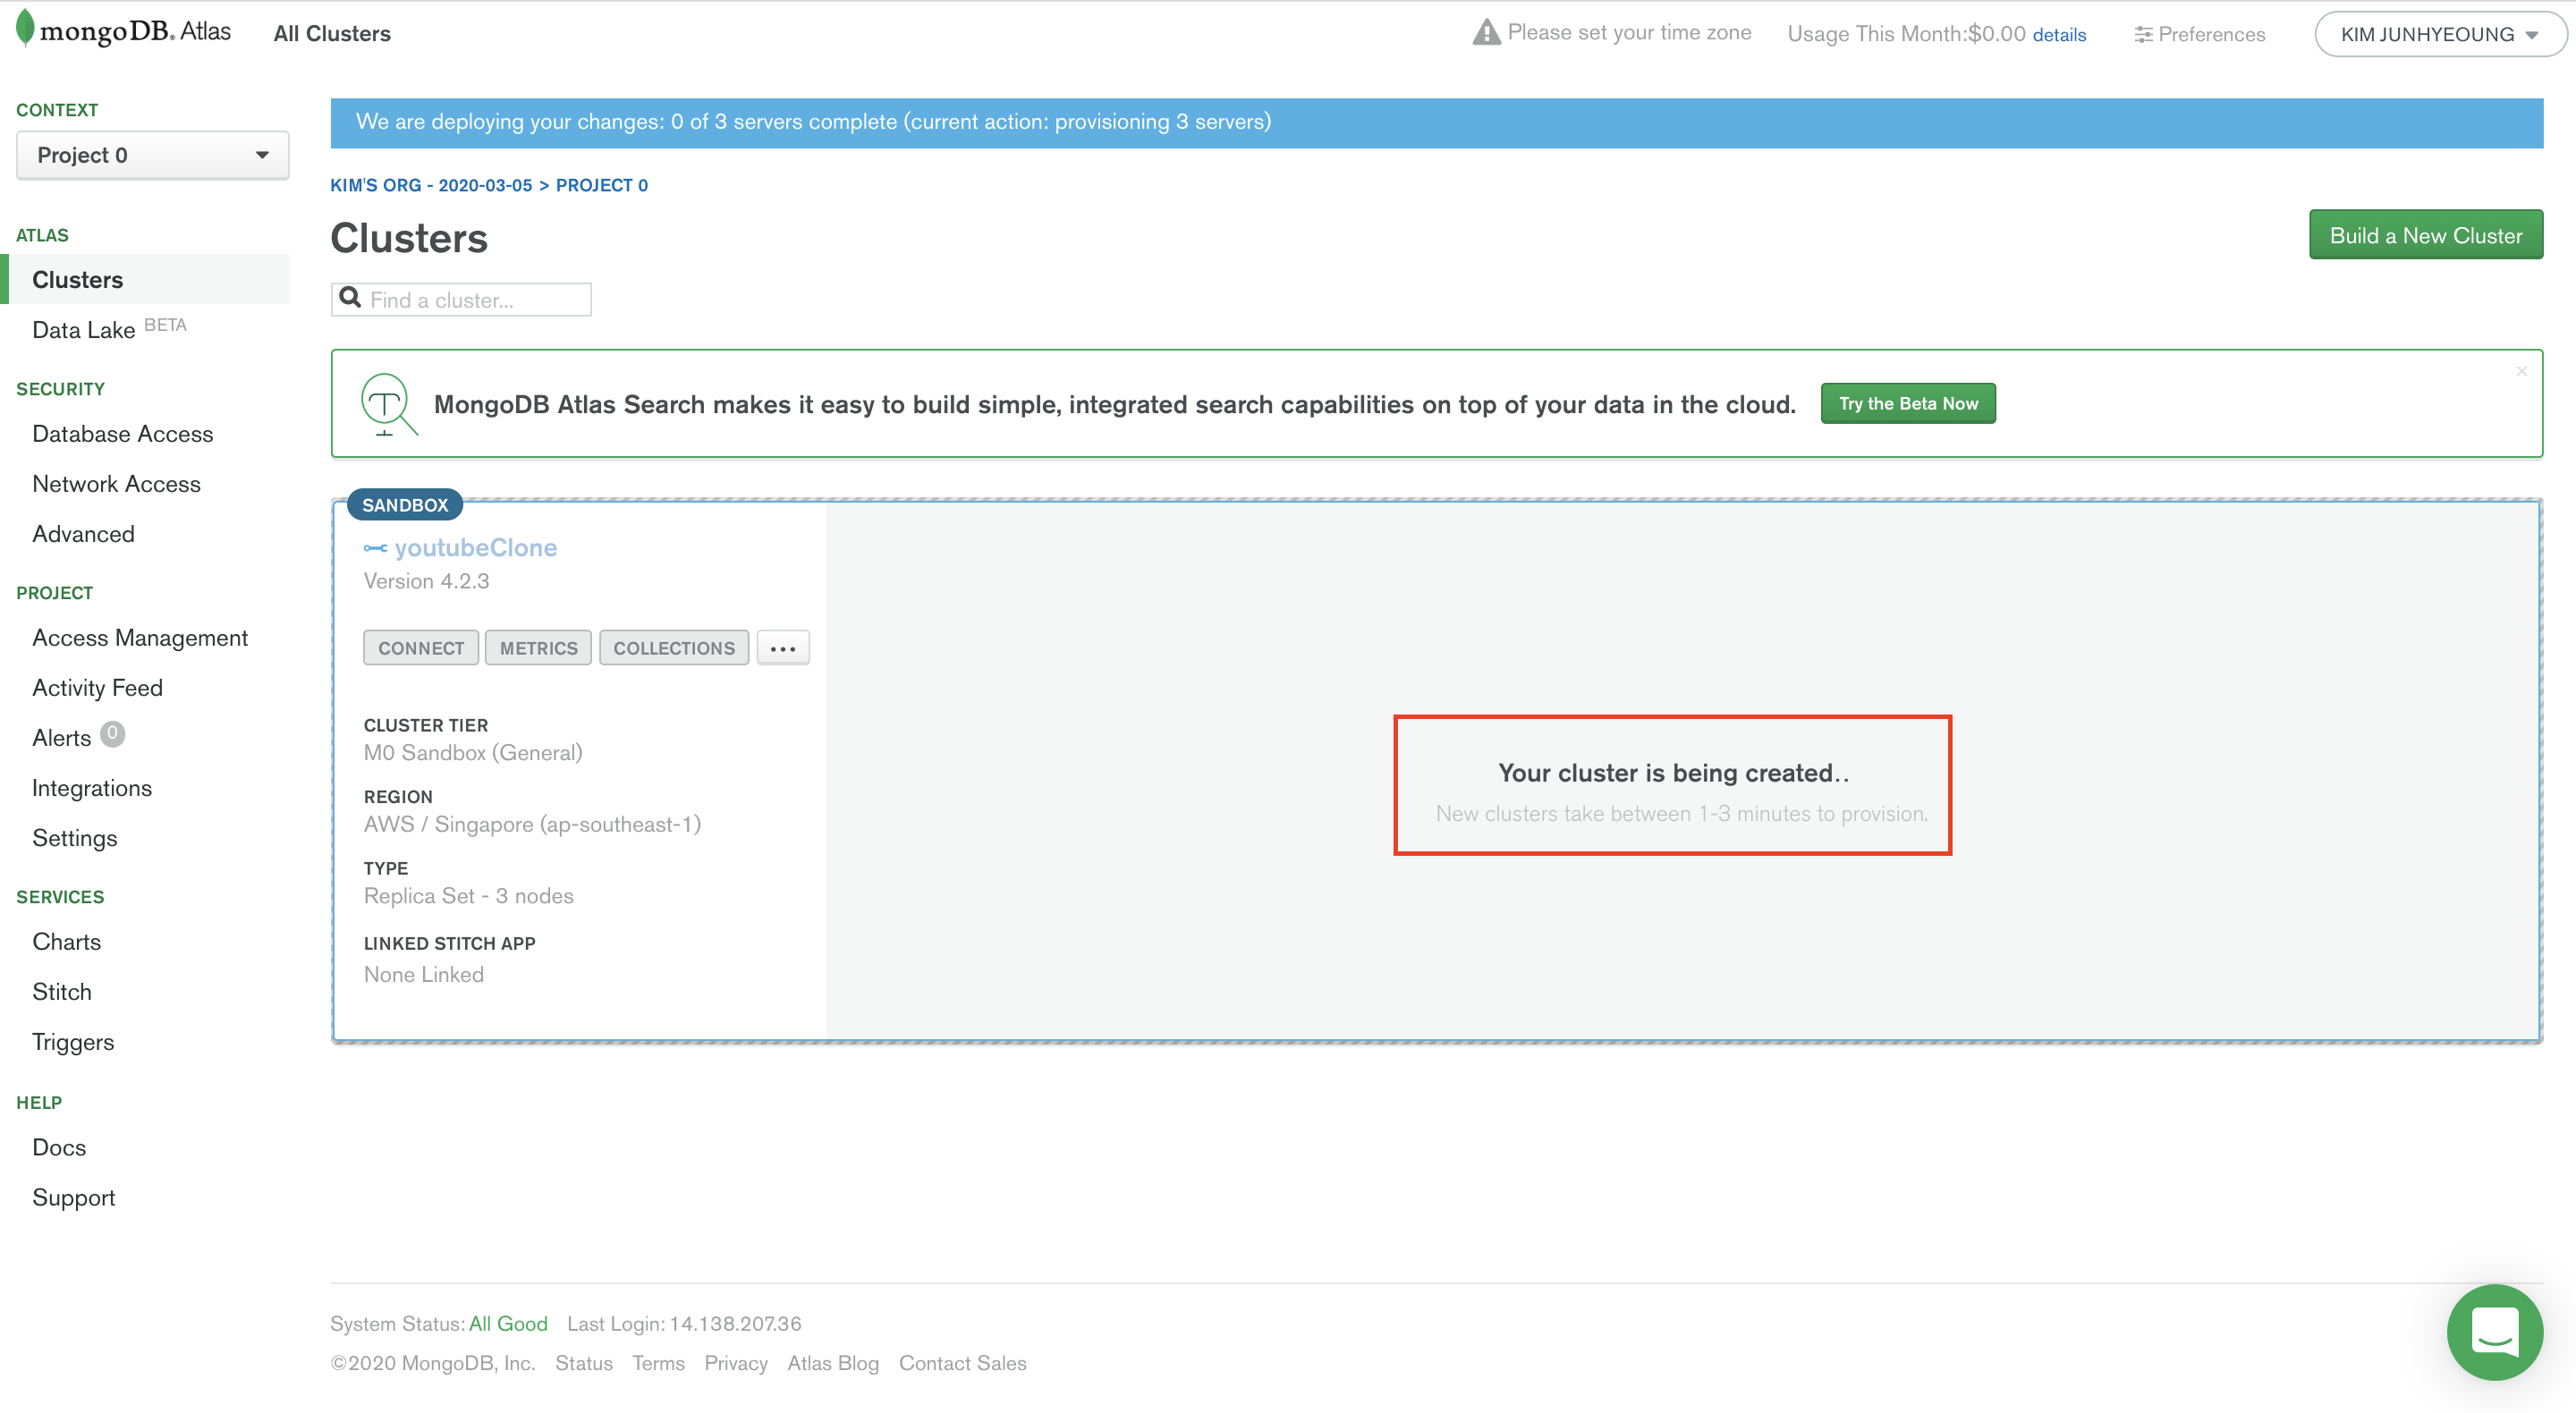 mongoDB. Atlas
All Clusters
Please set your time zone
Usage This Month:$0.00 details
Preferences
KIM JUNHYEOUNG
CONTEXT
Project 0
ATLAS
Clusters
Data Lake BETA
SECURITY
Database Access
Network Access
Advanced
PROJECT
Access Management
Activity Feed
Alerts 0
Integrations
Settings
SERVICES
Charts
Stitch
Triggers
HELP
Docs
Support
We are deploying your changes: 0 of 3 servers complete (current action: provisioning 3 servers)
KIM'S ORG - 2020-03-05 > PROJECT 0
Clusters
Build a New Cluster
Find a cluster...
MongoDB Atlas Search makes it easy to build simple, integrated search capabilities on top of your data in the cloud.
Try the Beta Now
SANDBOX
youtubeClone
Version 4.2.3
CONNECT
METRICS
COLLECTIONS
...
CLUSTER TIER
M0 Sandbox (General)
REGION
AWS / Singapore (ap-southeast-1)
TYPE
Replica Set - 3 nodes
LINKED STITCH APP
None Linked
Your cluster is being created..
New clusters take between 1-3 minutes to provision.
System Status: All Good Last Login: 14.138.207.36
©2020 MongoDB, Inc. Status Terms Privacy Atlas Blog Contact Sales